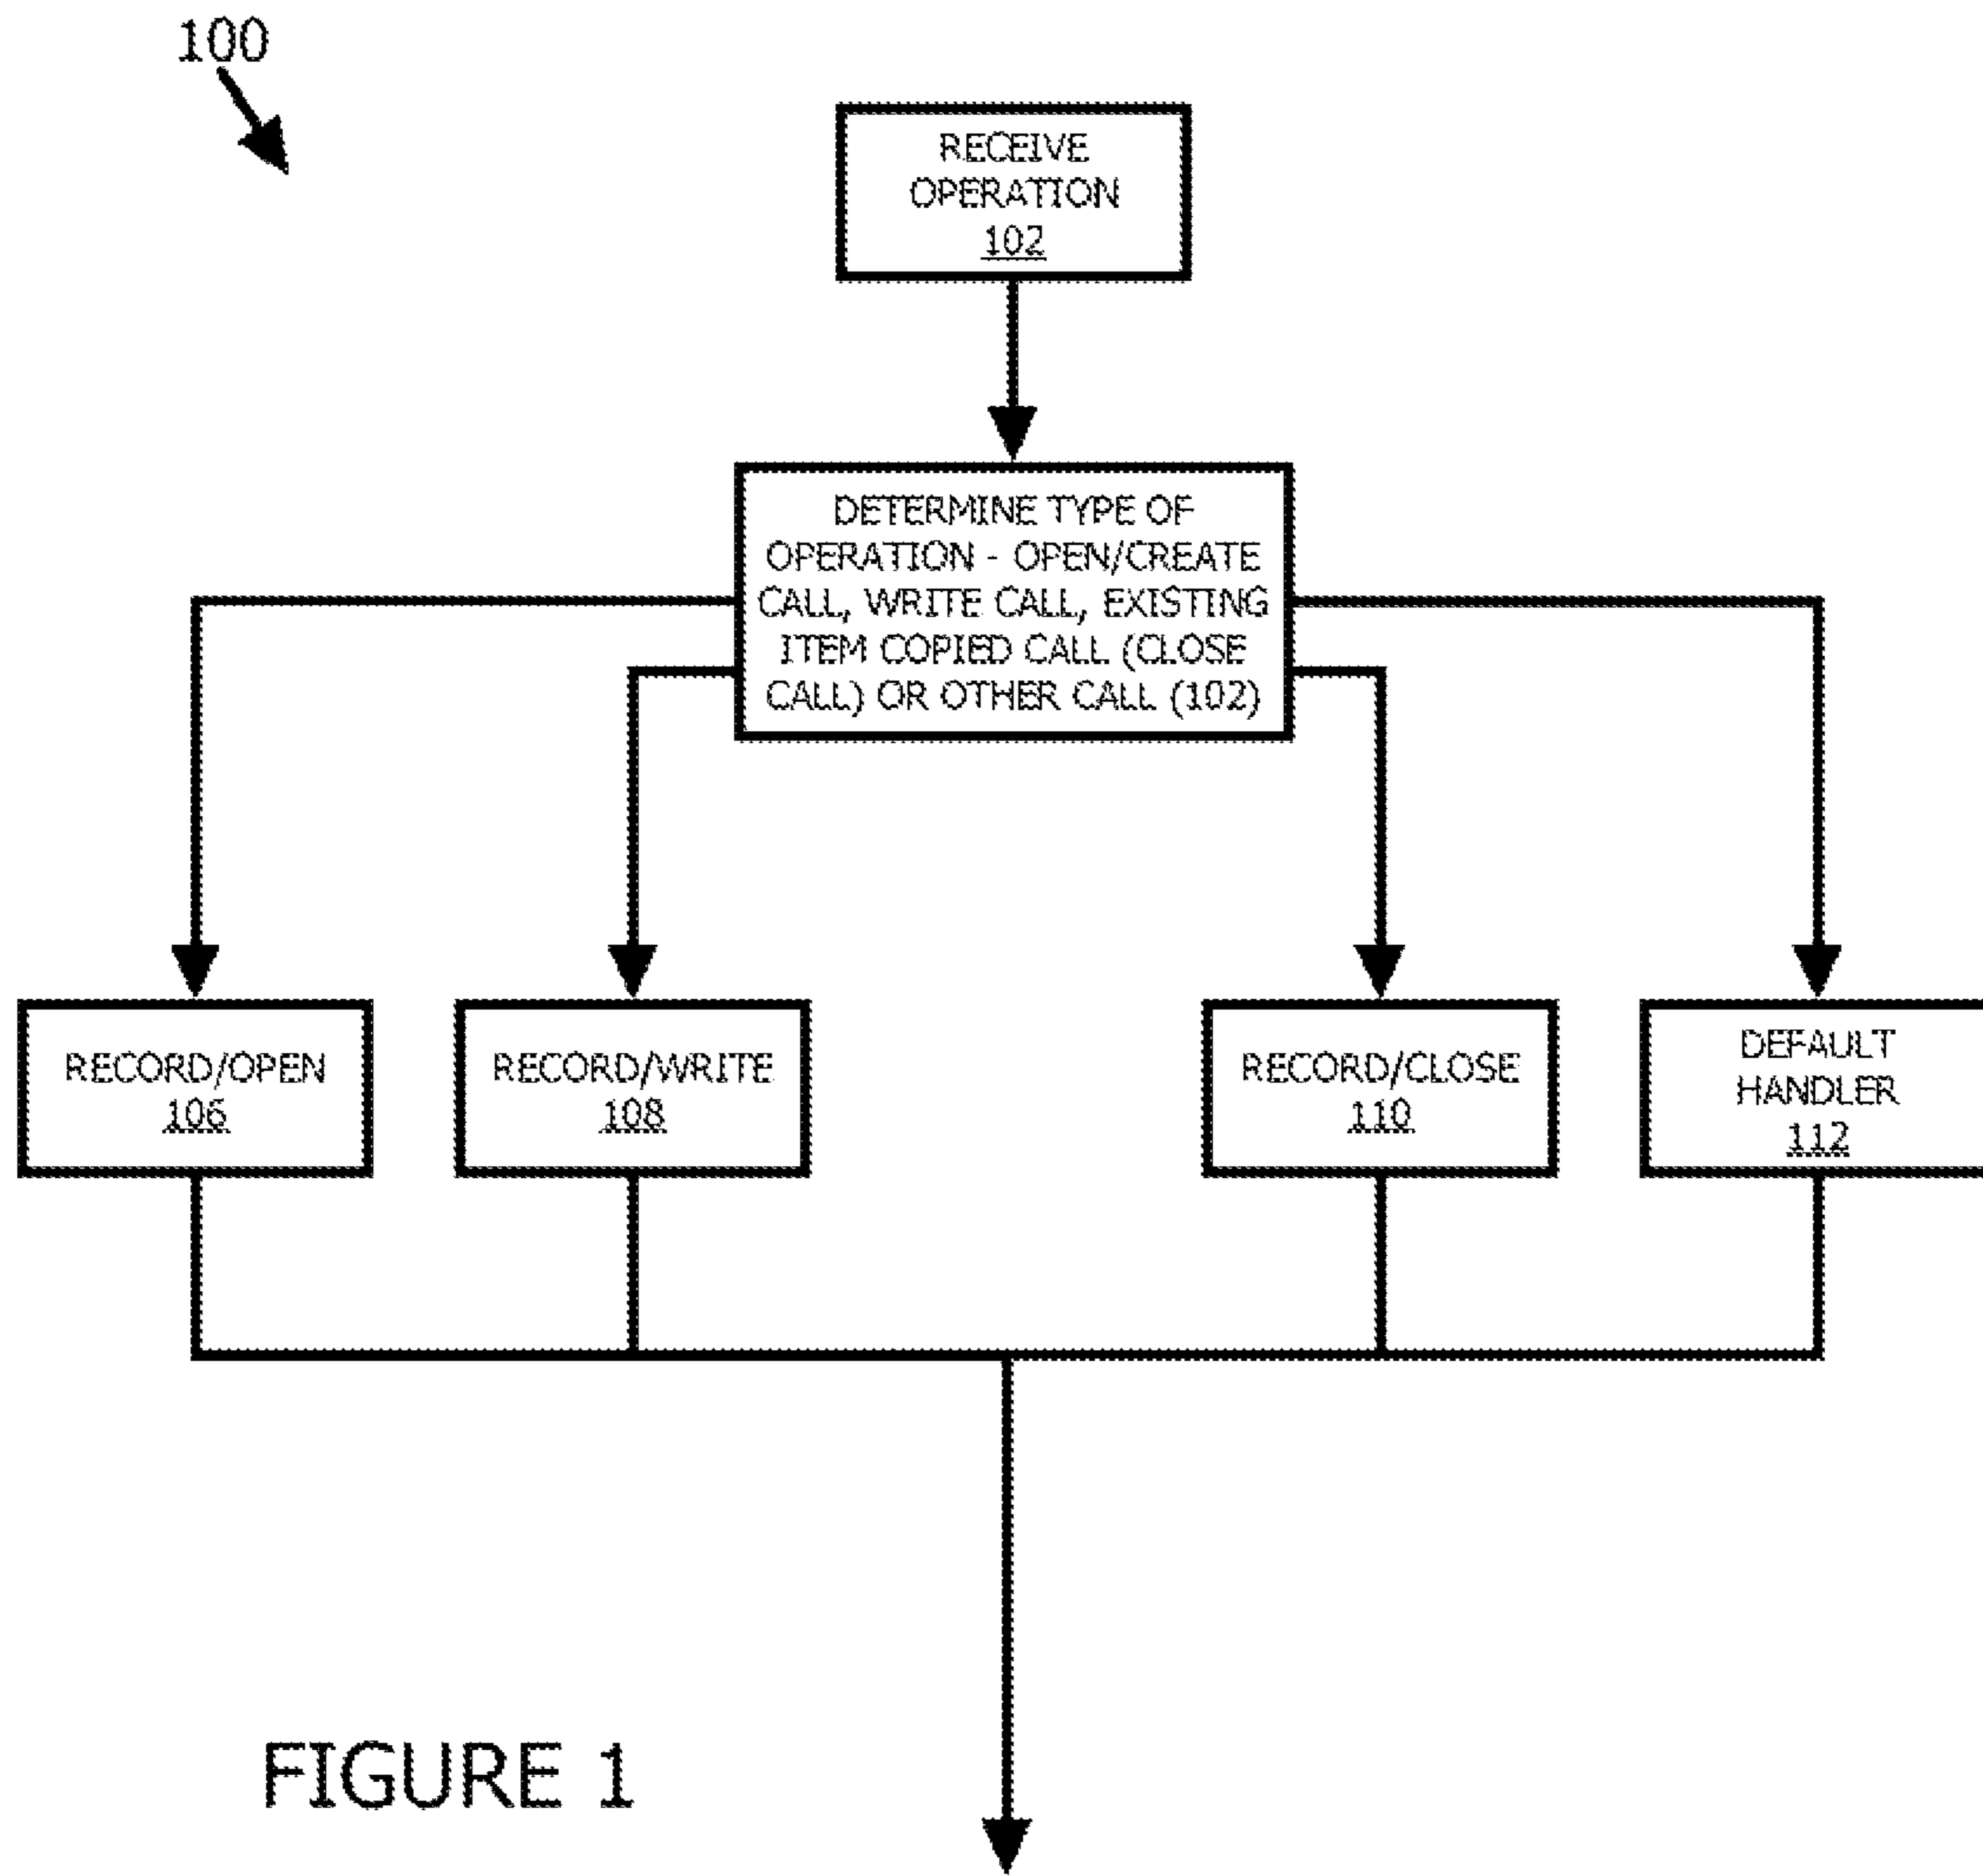 100
RECEIVE
OPERATION
102
DETERMINE TYPE OF
OPERATION - OPEN/CREATE
CALL, WRITE CALL, EXISTING
ITEM COPIED CALL (CLOSE
CALL) OR OTHER CALL (102)
RECORD/OPEN
106
RECORD/WRITE
108
RECORD/CLOSE
110
DEFAULT
HANDLER
112
FIGURE 1